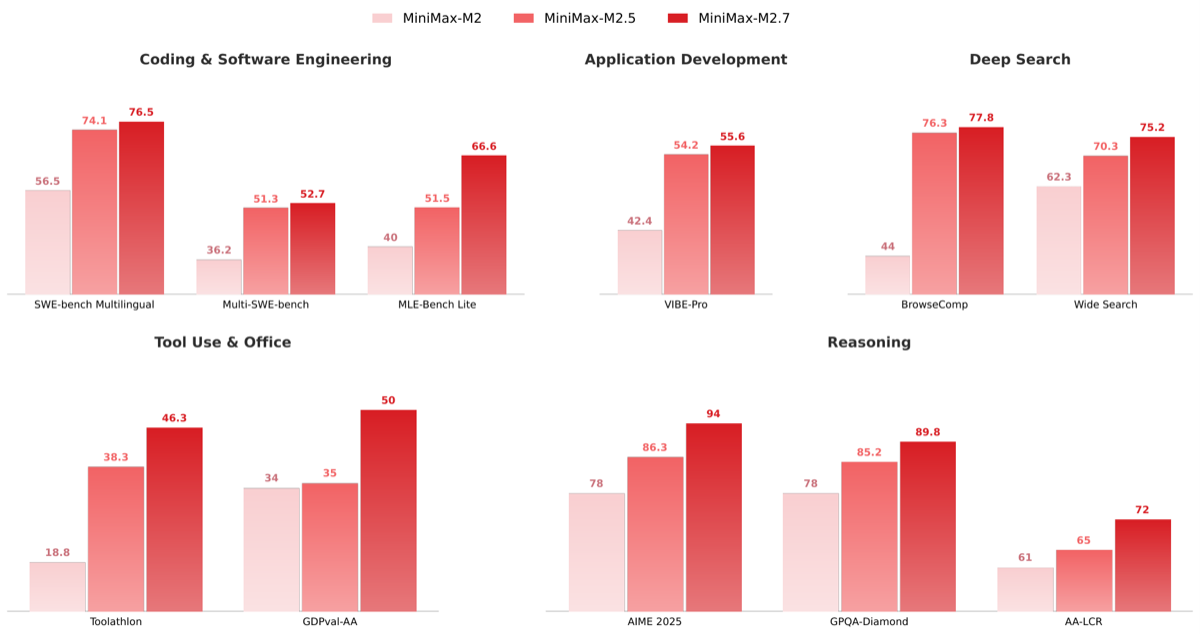 MiniMax-M2 MiniMax-M2.5 MiniMax-M2.7
Coding & Software Engineering
56.5 74.1 76.5
36.2 51.3 52.7
40 51.5 66.6
SWE-bench Multilingual Multi-SWE-bench MLE-Bench Lite
Application Development
42.4 54.2 55.6
VIBE-Pro
Deep Search
44 76.3 77.8
62.3 70.3 75.2
BrowseComp Wide Search
Tool Use & Office
18.8 38.3 46.3
34 35 50
Toolathlon GDPval-AA
Reasoning
78 86.3 94
78 85.2 89.8
61 65 72
AIME 2025 GPQA-Diamond AA-LCR